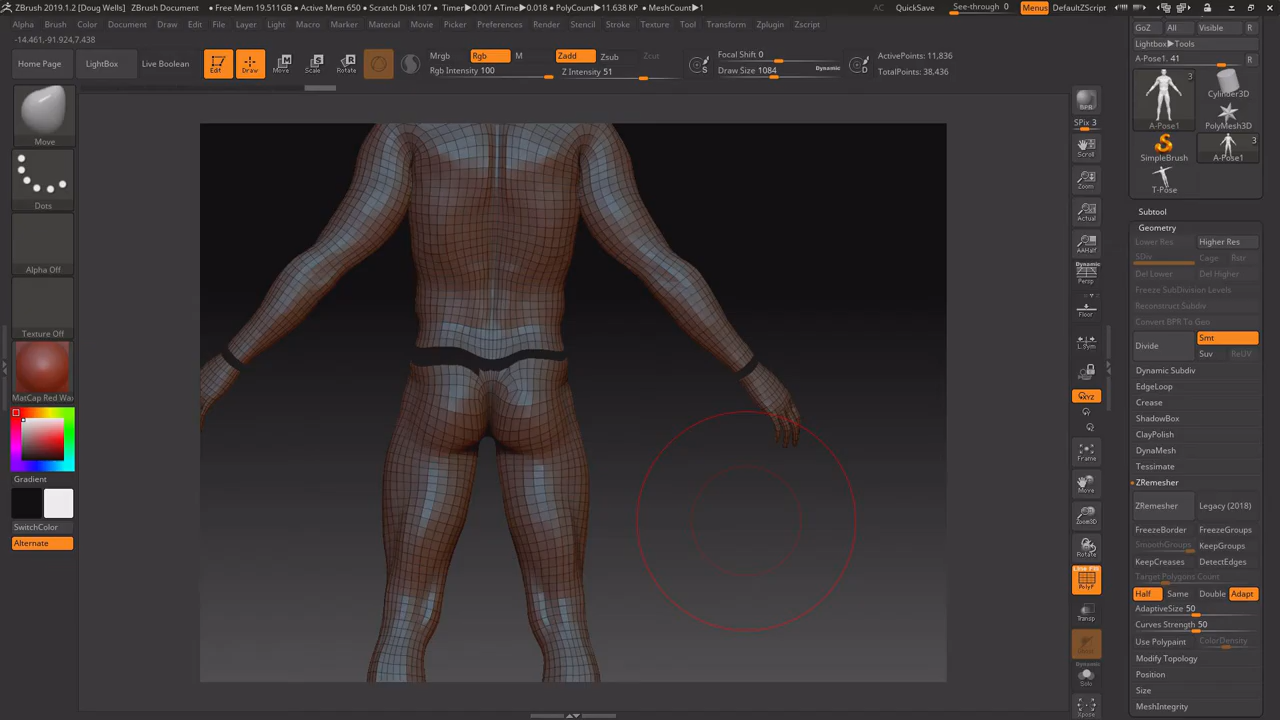 ZBrush 2019.1.2 [Doug Wells]
ZBrush Document
• Free Mem 19.511GB • Active Mem 650 • Scratch Disk 107 • Timer▶0.001 ATime▶0.018 • PolyCount▶11.638 KP • MeshCount▶1
AC
QuickSave
See-through 0
Menus
DefaultZScript
Alpha Brush Color Document Draw Edit File Layer Light Macro Marker Material Movie Picker Preferences Render Stencil Stroke Texture Tool Transform Zplugin Zscript
-14.461,-91.924,7.438
Home Page
LightBox
Live Boolean
Edit
Draw
Move
Scale
Rotate
Mrgb Rgb M
Rgb Intensity 100
Zadd Zsub Zcut
Z Intensity 51
Focal Shift 0
Draw Size 1084
Dynamic
ActivePoints: 11,836
TotalPoints: 38,436
Move
Dots
Alpha Off
Texture Off
MatCap Red Wax
Gradient
SwitchColor
Alternate
BPR
SPix 3
Scroll
Zoom
Actual
AAHalf
Dynamic
Persp
Floor
L.Sym
XYZ
Frame
Move
Zoom3D
Rotate
Line Fill
PolyF
Transp
Dynamic
Solo
Xpose
GoZ All Visible R
Lightbox▶Tools
A-Pose1. 41 R
3
A-Pose1
Cylinder3D
PolyMesh3D
SimpleBrush
3
A-Pose1
T-Pose
Subtool
Geometry
Lower Res Higher Res
SDiv Cage Rstr
Del Lower Del Higher
Freeze SubDivision Levels
Reconstruct Subdiv
Convert BPR To Geo
Divide
Smt
Suv ReUV
Dynamic Subdiv
EdgeLoop
Crease
ShadowBox
ClayPolish
DynaMesh
Tessimate
ZRemesher
ZRemesher Legacy (2018)
FreezeBorder FreezeGroups
SmoothGroups KeepGroups
KeepCreases DetectEdges
Target Polygons Count
Half Same Double Adapt
AdaptiveSize 50
Curves Strength 50
Use Polypaint ColorDensity
Modify Topology
Position
Size
MeshIntegrity